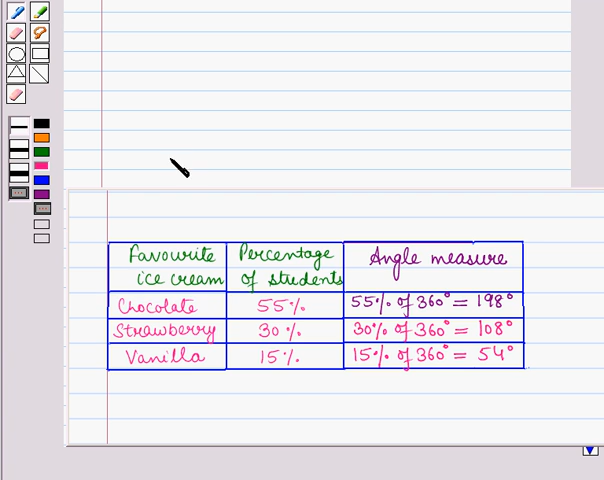 Favourite ice cream Percentage of students Angle measure
Chocolate 55% 55% of 360° = 198°
Strawberry 30% 30% of 360° = 108°
Vanilla 15% 15% of 360° = 54°